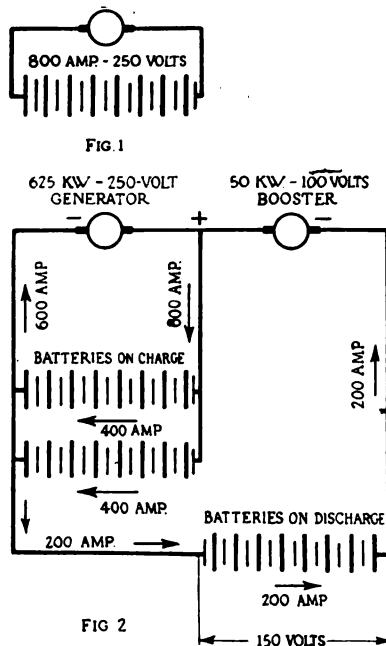 800 AMP. - 250 VOLTS
FIG. 1
625 KW - 250-VOLT
GENERATOR
50 KW. - 100 VOLTS
BOOSTER
- + -
600 AMP
800 AMP.
BATTERIES ON CHARGE
400 AMP
400 AMP.
200 AMP
BATTERIES ON DISCHARGE
200 AMP.
200 AMP
FIG 2
150 VOLTS